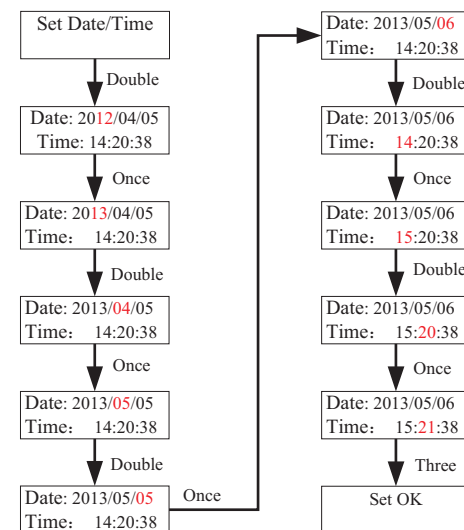 Set Date/Time
Double
Date: 2012/04/05
Time: 14:20:38
Once
Date: 2013/04/05
Time: 14:20:38
Double
Date: 2013/04/05
Time: 14:20:38
Once
Date: 2013/05/05
Time: 14:20:38
Double
Date: 2013/05/05
Time: 14:20:38
Once
Date: 2013/05/06
Time: 14:20:38
Double
Date: 2013/05/06
Time: 14:20:38
Once
Date: 2013/05/06
Time: 15:20:38
Double
Date: 2013/05/06
Time: 15:20:38
Once
Date: 2013/05/06
Time: 15:21:38
Three
Set OK